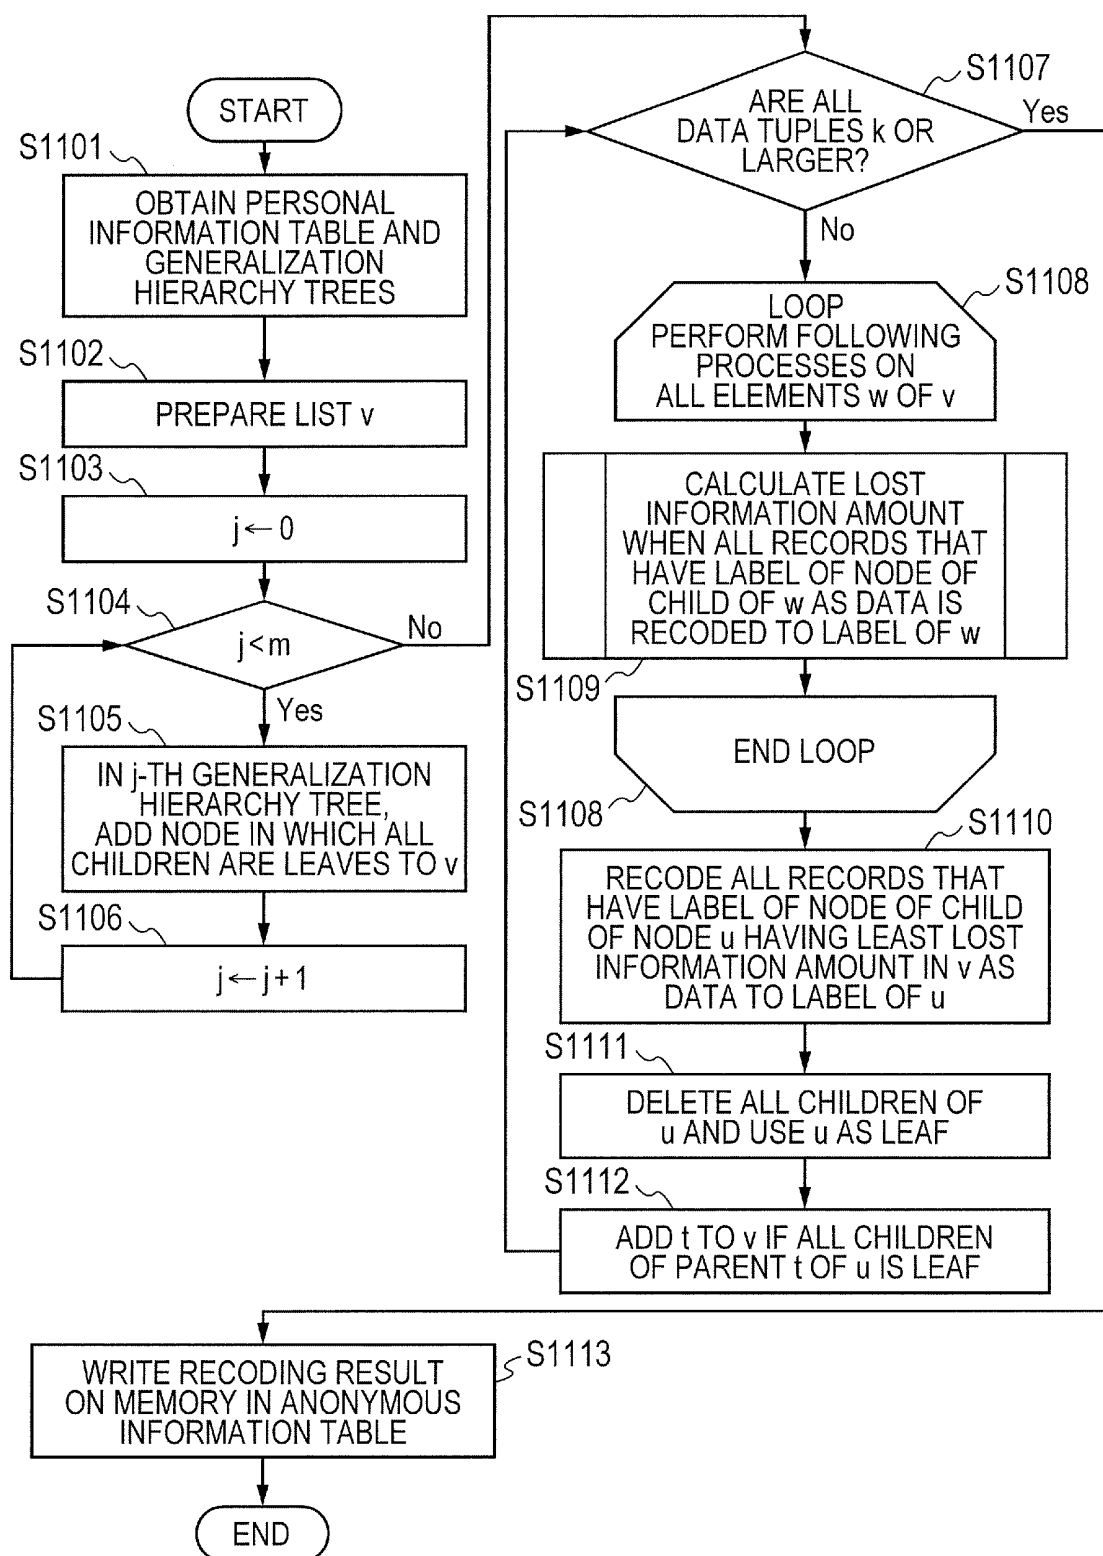 START
S1101
OBTAIN PERSONAL
INFORMATION TABLE AND
GENERALIZATION
HIERARCHY TREES
S1102
PREPARE LIST v
S1103
j ← 0
S1104
j < m
No
Yes
S1105
IN j-TH GENERALIZATION
HIERARCHY TREE,
ADD NODE IN WHICH ALL
CHILDREN ARE LEAVES TO v
S1106
j ← j + 1
S1107
ARE ALL
DATA TUPLES k OR
LARGER?
Yes
No
S1108
LOOP
PERFORM FOLLOWING
PROCESSES ON
ALL ELEMENTS w OF v
CALCULATE LOST
INFORMATION AMOUNT
WHEN ALL RECORDS THAT
HAVE LABEL OF NODE OF
CHILD OF w AS DATA IS
RECODED TO LABEL OF w
S1109
END LOOP
S1108
S1110
RECODE ALL RECORDS THAT
HAVE LABEL OF NODE OF CHILD
OF NODE u HAVING LEAST LOST
INFORMATION AMOUNT IN v AS
DATA TO LABEL OF u
S1111
DELETE ALL CHILDREN OF
u AND USE u AS LEAF
S1112
ADD t TO v IF ALL CHILDREN
OF PARENT t OF u IS LEAF
S1113
WRITE RECODING RESULT
ON MEMORY IN ANONYMOUS
INFORMATION TABLE
END